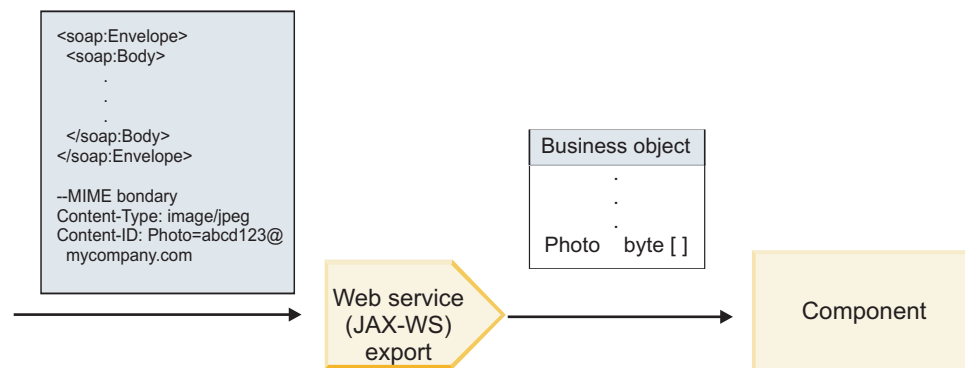 <soap:Envelope>
<soap:Body>
.
.
.
</soap:Body>
</soap:Envelope>
--MIME bondary
Content-Type: image/jpeg
Content-ID: Photo=abcd123@
mycompany.com
Business object
.
.
.
Photo byte [ ]
Web service
(JAX-WS)
export
Component